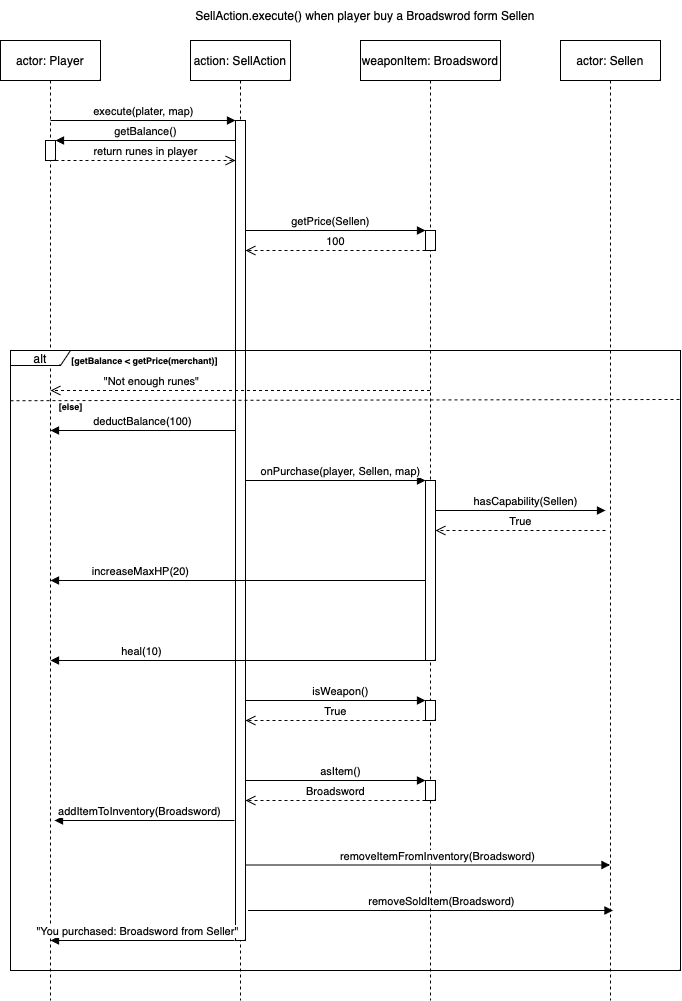 SellAction.execute() when player buy a Broadswrod form Sellen
actor: Player
action: SellAction
weaponItem: Broadsword
actor: Sellen
execute(plater, map)
getBalance()
return runes in player
getPrice(Sellen)
100
alt
[getBalance < getPrice(merchant)]
"Not enough runes"
[else]
deductBalance(100)
onPurchase(player, Sellen, map)
hasCapability(Sellen)
True
increaseMaxHP(20)
heal(10)
isWeapon()
True
asItem()
Broadsword
addItemToInventory(Broadsword)
removeItemFromInventory(Broadsword)
removeSoldItem(Broadsword)
"You purchased: Broadsword from Seller"